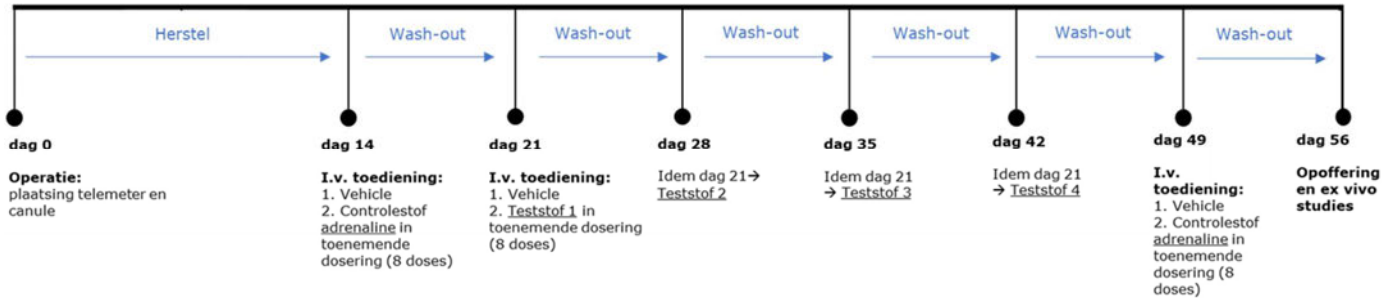 Herstel
Wash-out
Wash-out
Wash-out
Wash-out
Wash-out
Wash-out
dag 0
Operatie:
plaatsing telemeter en
canule
dag 14
I.v. toediening:
1. Vehicle
2. Controlestof
adrenaline in
toenemende
dosering (8 doses)
dag 21
I.v. toediening:
1. Vehicle
2. Teststof 1 in
toenemende dosering
(8 doses)
dag 28
Idem dag 21→
Teststof 2
dag 35
Idem dag 21
→ Teststof 3
dag 42
Idem dag 21
→ Teststof 4
dag 49
I.v.
toediening:
1. Vehicle
2. Controlestof
adrenaline in
toenemende
dosering (8
doses)
dag 56
Opoffering
en ex vivo
studies